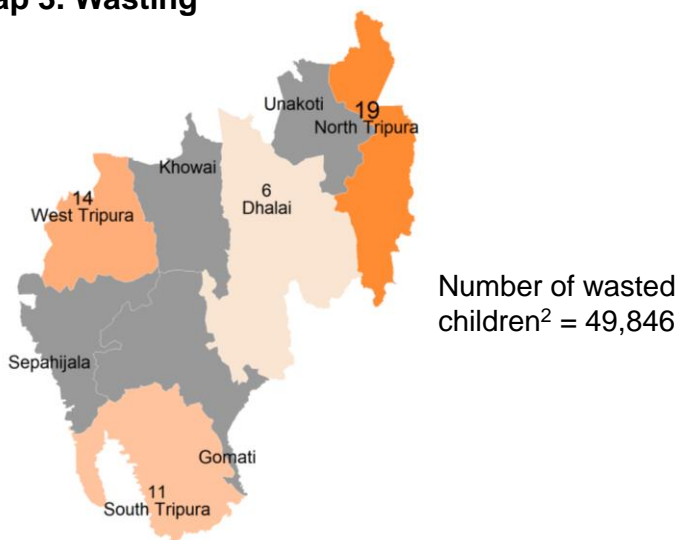 ap 3: Wasting
Unakoti
19
North Tripura
Khowai
6
Dhalai
14
West Tripura
Number of wasted
children² = 49,846
Sepahijala
Gomati
11
South Tripura